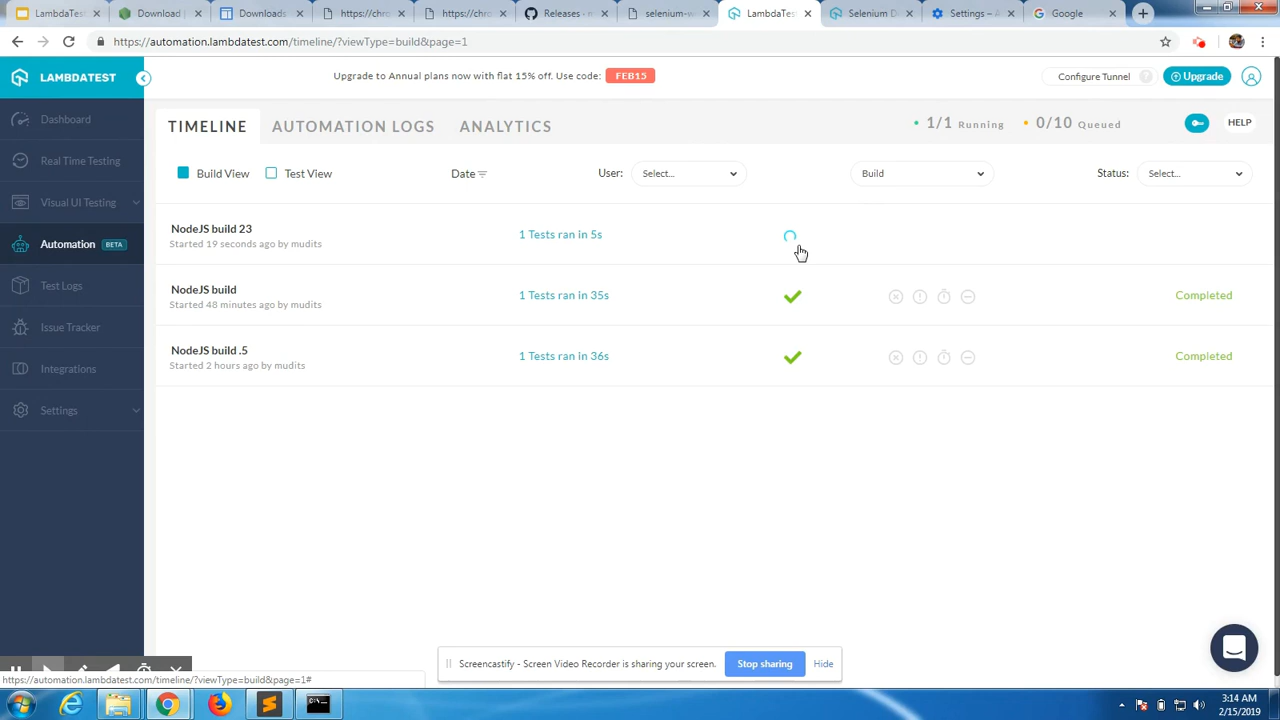 LambdaTe
Download |
Downloads
https://chro
https://chro
Releases - m
selenium-w
LambdaTes
Selenium D
Settings –
Google
https://automation.lambdatest.com/timeline/?viewType=build&page=1
LAMBDATEST
Upgrade to Annual plans now with flat 15% off. Use code: FEB15
Configure Tunnel ?
Upgrade
Dashboard
Real Time Testing
Visual UI Testing
Automation BETA
Test Logs
Issue Tracker
Integrations
Settings
TIMELINE AUTOMATION LOGS ANALYTICS
1/1 Running
0/10 Queued
HELP
Build View
Test View
Date
User: Select...
Build
Status: Select...
NodeJS build 23
Started 19 seconds ago by mudits
1 Tests ran in 5s
NodeJS build
Started 48 minutes ago by mudits
1 Tests ran in 35s
Completed
NodeJS build .5
Started 2 hours ago by mudits
1 Tests ran in 36s
Completed
Screencastify - Screen Video Recorder is sharing your screen.
Stop sharing
Hide
https://automation.lambdatest.com/timeline/?viewType=build&page=1#
3:14 AM
2/15/2019